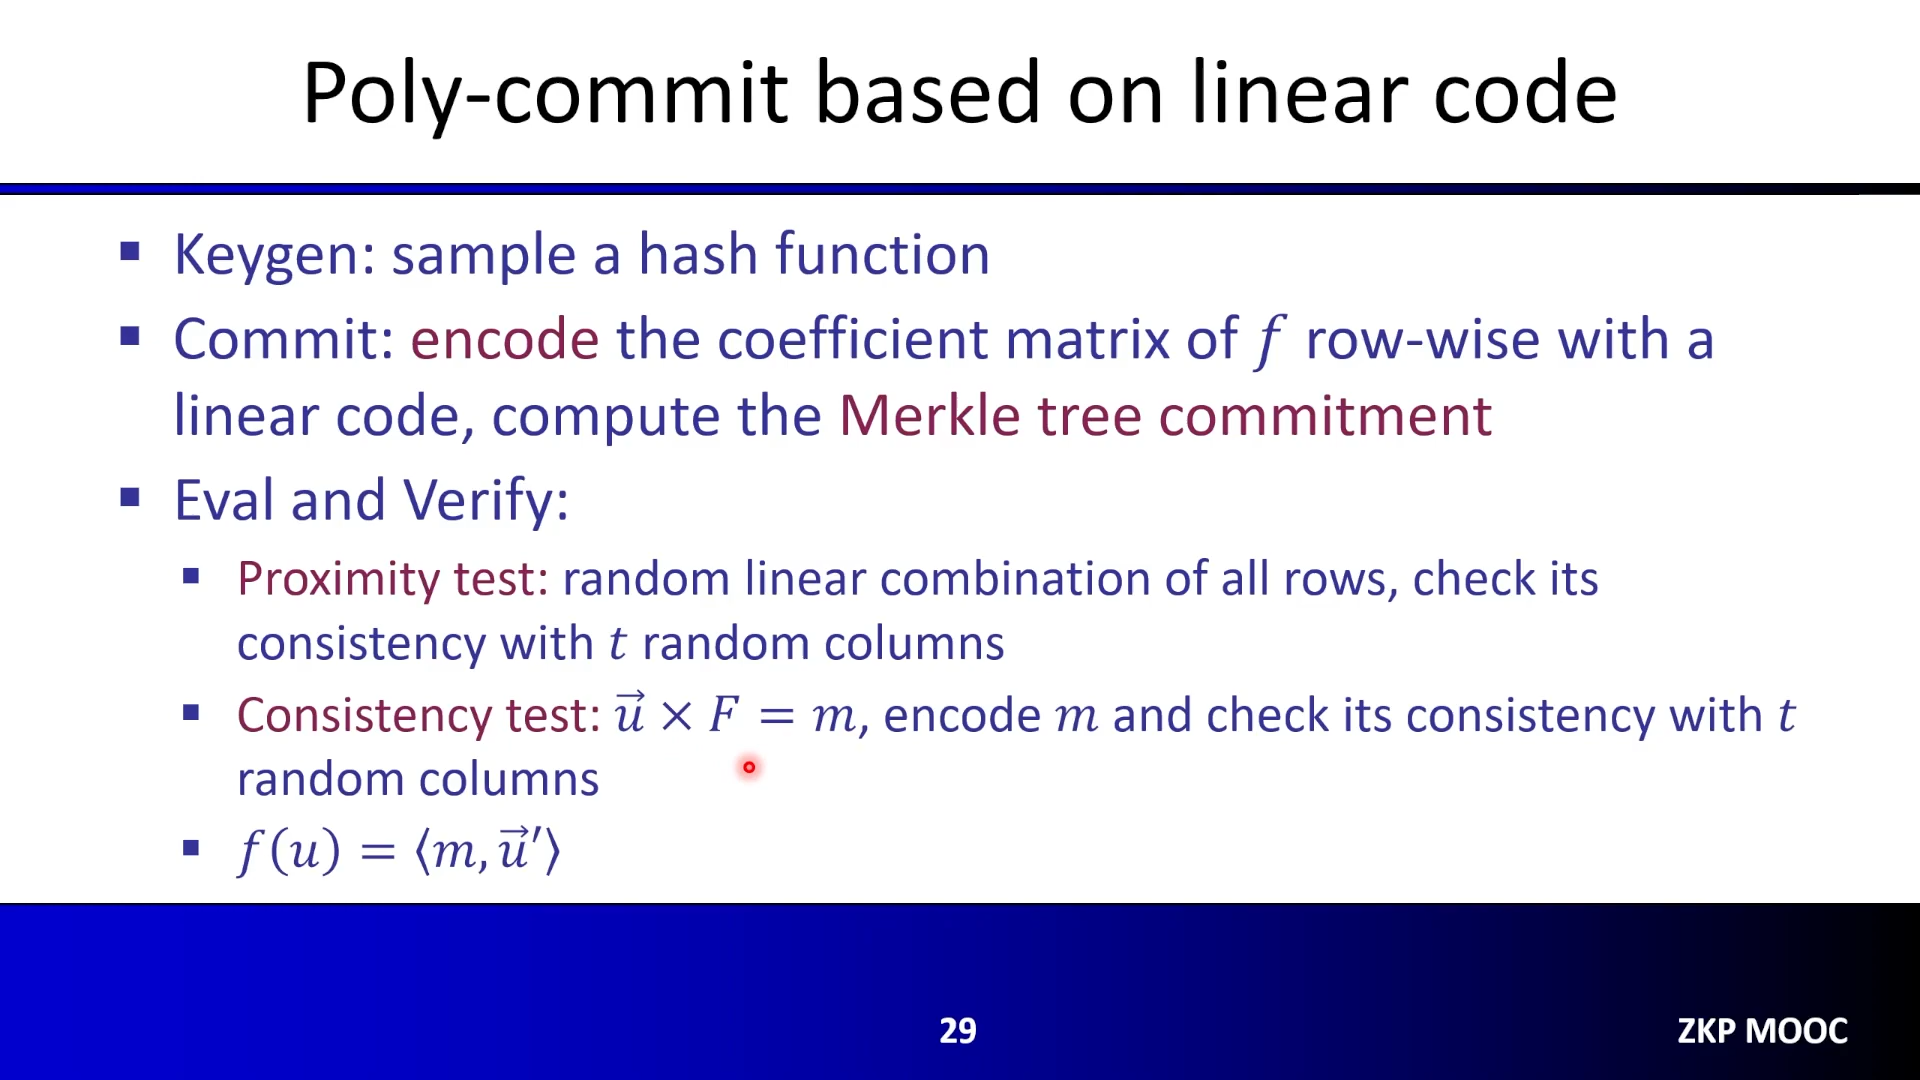 Poly-commit based on linear code
▪ Keygen: sample a hash function
▪ Commit: encode the coefficient matrix of 𝑓 row-wise with a
linear code, compute the Merkle tree commitment
▪ Eval and Verify:
▪ Proximity test: random linear combination of all rows, check its
consistency with 𝑡 random columns
▪ Consistency test: 𝑢⃗ × 𝐹 = 𝑚, encode 𝑚 and check its consistency with 𝑡
random columns
▪ 𝑓(𝑢) = ⟨𝑚, 𝑢⃗′⟩
29
ZKP MOOC